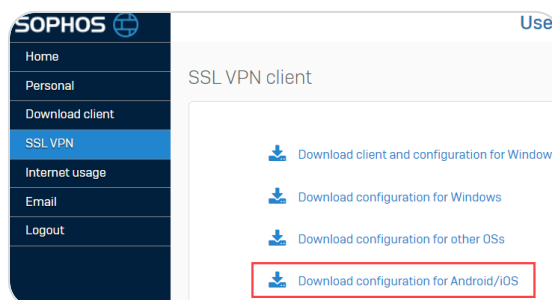 SOPHOS
Use
Home
Personal
Download client
SSL VPN
Internet usage
Email
Logout
SSL VPN client
Download client and configuration for Window
Download configuration for Windows
Download configuration for other OSs
Download configuration for Android/iOS